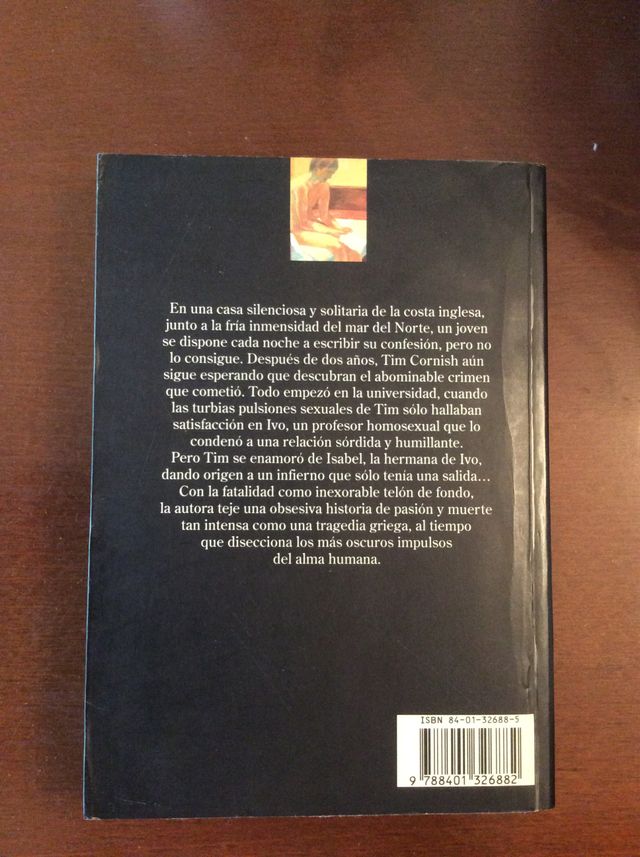 En una casa silenciosa y solitaria de la costa inglesa,
junto a la fría inmensidad del mar del Norte, un joven
se dispone cada noche a escribir su confesión, pero no
lo consigue. Después de dos años, Tim Cornish aún
sigue esperando que descubran el abominable crimen
que cometió. Todo empezó en la universidad, cuando
las turbias pulsiones sexuales de Tim sólo hallaban
satisfacción en Ivo, un profesor homosexual que lo
condenó a una relación sórdida y humillante.
Pero Tim se enamoró de Isabel, la hermana de Ivo,
dando origen a un infierno que sólo tenía una salida...
Con la fatalidad como inexorable telón de fondo,
la autora teje una obsesiva historia de pasión y muerte
tan intensa como una tragedia griega, al tiempo
que disecciona los más oscuros impulsos
del alma humana.
ISBN 84-01-32688-5
9 788401 326882